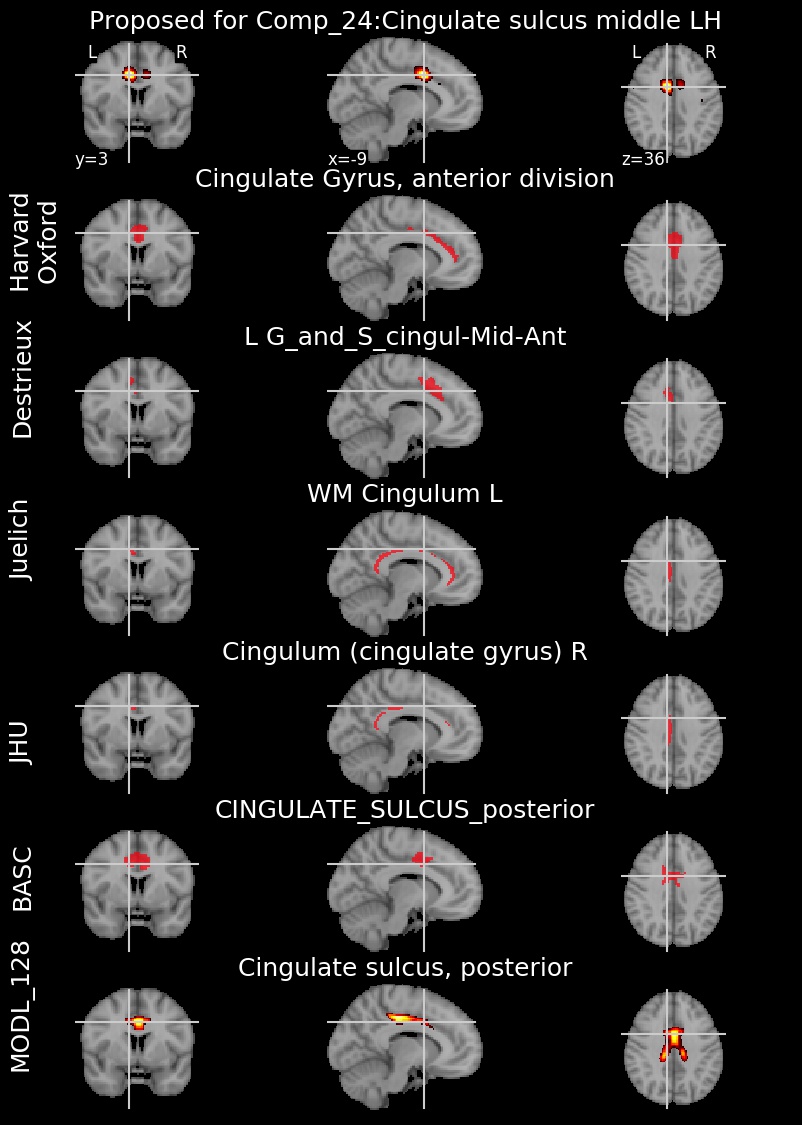 Proposed for Comp_24:Cingulate sulcus middle LH
L R L R
y=3 x=-9 z=36
Cingulate Gyrus, anterior division
Harvard
Oxford
L G_and_S_cingul-Mid-Ant
Destrieux
WM Cingulum L
Juelich
Cingulum (cingulate gyrus) R
JHU
CINGULATE_SULCUS_posterior
BASC
Cingulate sulcus, posterior
MODL_128